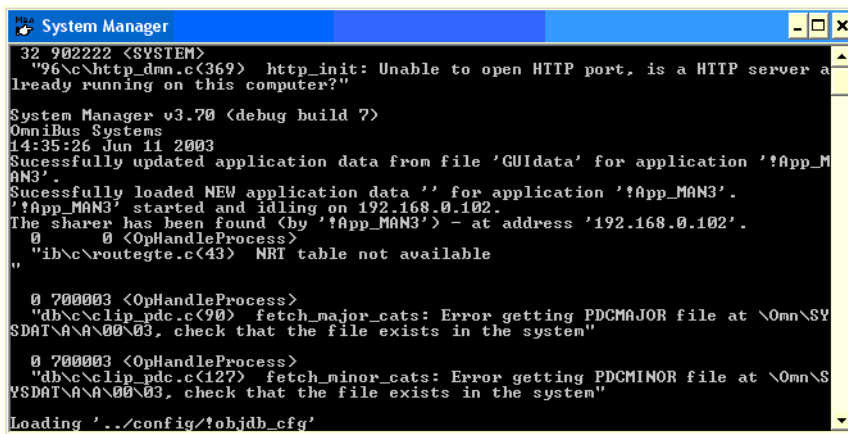 Man System Manager
32 902222 <SYSTEM>
"96\c\http_dmn.c(369)  http_init: Unable to open HTTP port, is a HTTP server a
lready running on this computer?"
System Manager v3.70 (debug build 7)
OmniBus Systems
14:35:26 Jun 11 2003
Sucessfully updated application data from file 'GUIdata' for application '!App_M
AN3'.
Sucessfully loaded NEW application data '' for application '!App_MAN3'.
'!App_MAN3' started and idling on 192.168.0.102.
The sharer has been found (by '!App_MAN3') - at address '192.168.0.102'.
0      0 <OpHandleProcess>
"ib\c\routegte.c(43)  NRT table not available
"
0 700003 <OpHandleProcess>
"db\c\clip_pdc.c(90)  fetch_major_cats: Error getting PDCMAJOR file at \Omn\SY
SDAT\A\A\00\03, check that the file exists in the system"
0 700003 <OpHandleProcess>
"db\c\clip_pdc.c(127)  fetch_minor_cats: Error getting PDCMINOR file at \Omn\S
YSDAT\A\A\00\03, check that the file exists in the system"
Loading '../config/!objdb_cfg'